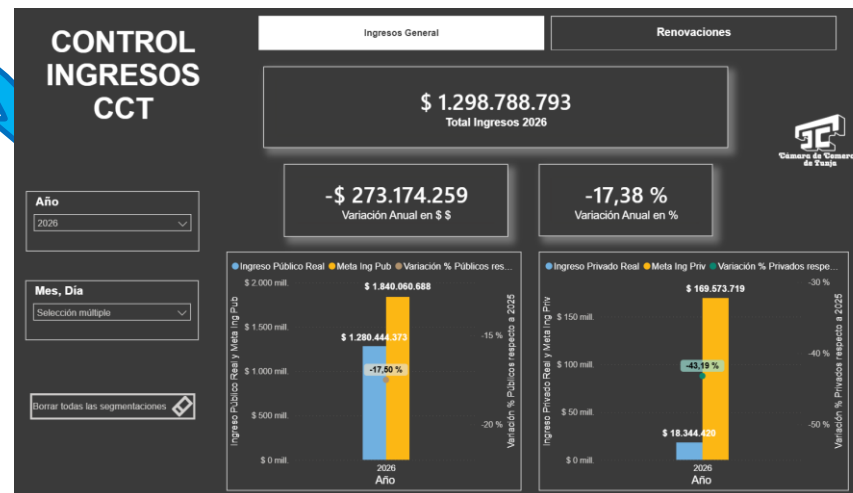 CONTROL
INGRESOS
CCT
Ingresos General
Renovaciones
$ 1.298.788.793
Total Ingresos 2026
Cámara de Comercio
de Tunja
-$ 273.174.259
Variación Anual en $ $
-17,38 %
Variación Anual en %
Año
2026
Mes, Día
Selección múltiple
Borrar todas las segmentaciones
Ingreso Público Real Meta Ing Pub Variación % Públicos res...
Ingreso Público Real y Meta Ing Pub
$ 2.000 mill.
$ 1.500 mill.
$ 1.000 mill.
$ 500 mill.
$ 0 mill.
$ 1.840.060.688
$ 1.280.444.373
-17,50 %
-15 %
-20 %
Variación % Públicos respecto a 2025
2026
Año
Ingreso Privado Real Meta Ing Priv Variación % Privados respe...
Ingreso Privado Real y Meta Ing Priv
$ 150 mill.
$ 100 mill.
$ 50 mill.
$ 0 mill.
$ 169.573.719
-43,19 %
$ 18.344.420
-30 %
-40 %
-50 %
Variación % Privados respecto a 2025
2026
Año